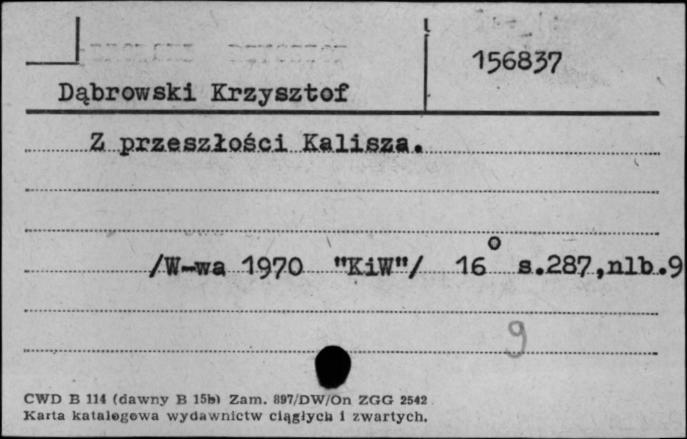 156837
Dąbrowski Krzysztof
Z przeszłości Kalisza.
/W-wa 1970 "KiW"/ 16° s.287,nlb.9
9
CWD B 114 (dawny B 15b) Zam. 897/DW/On ZGG 2542
Karta katalogowa wydawnictw ciągłych i zwartych.